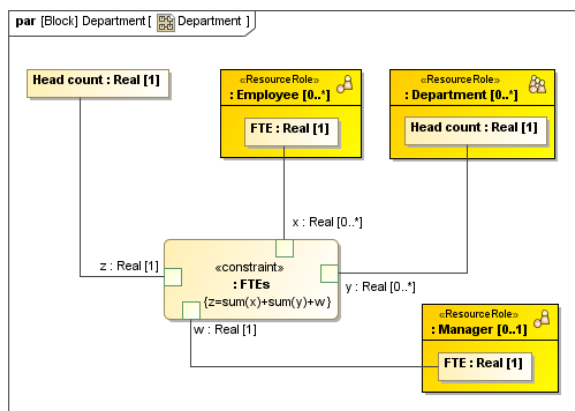 par [Block] Department [ Department ]
Head count : Real [1]
«ResourceRole»
: Employee [0..*]
FTE : Real [1]
«ResourceRole»
: Department [0..*]
Head count : Real [1]
x : Real [0..*]
z : Real [1]
«constraint»
: FTEs
{z=sum(x)+sum(y)+w}
y : Real [0..*]
w : Real [1]
«ResourceRole»
: Manager [0..1]
FTE : Real [1]